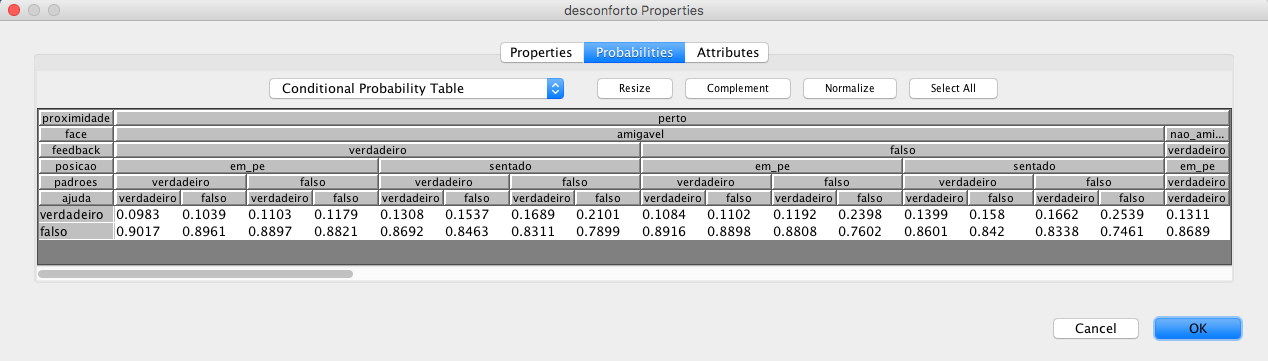 desconforto Properties
Properties Probabilities Attributes
Conditional Probability Table Resize Complement Normalize Select All
proximidade perto
face amigavel nao_ami...
feedback verdadeiro falso verdadeiro
posicao em_pe sentado em_pe sentado em_pe
padroes verdadeiro falso verdadeiro falso verdadeiro falso verdadeiro falso verdadeiro
ajuda verdadeiro falso verdadeiro falso verdadeiro falso verdadeiro falso verdadeiro falso verdadeiro falso verdadeiro falso verdadeiro falso verdadeiro
verdadeiro 0.0983 0.1039 0.1103 0.1179 0.1308 0.1537 0.1689 0.2101 0.1084 0.1102 0.1192 0.2398 0.1399 0.158 0.1662 0.2539 0.1311
falso 0.9017 0.8961 0.8897 0.8821 0.8692 0.8463 0.8311 0.7899 0.8916 0.8898 0.8808 0.7602 0.8601 0.842 0.8338 0.7461 0.8689
Cancel OK